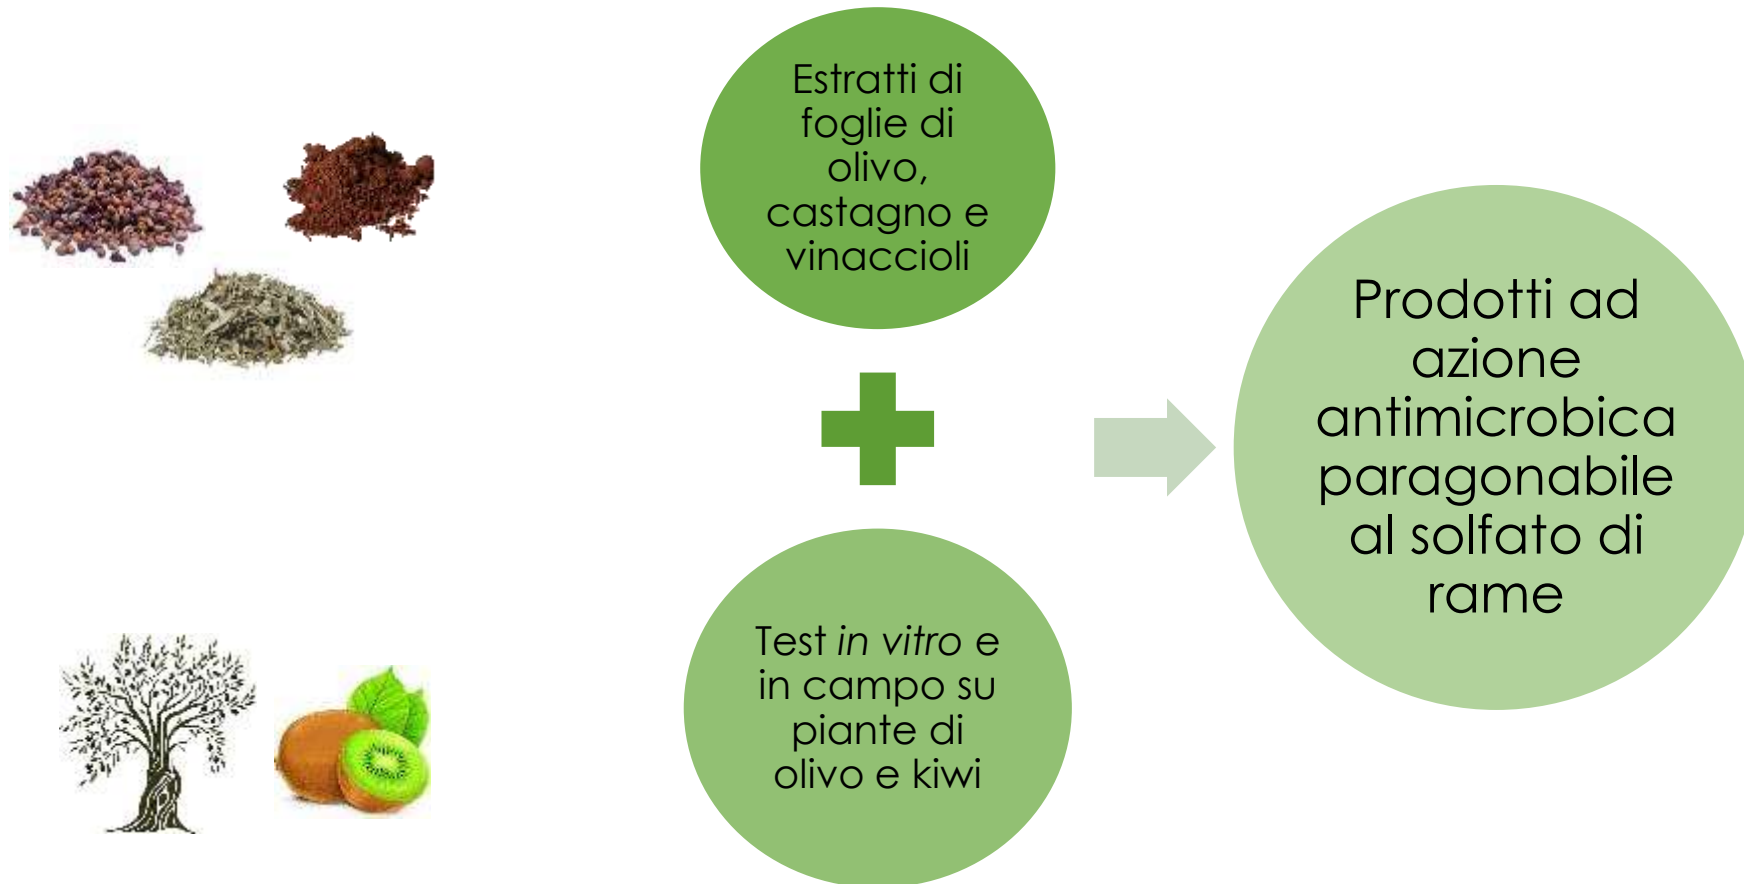 Estratti di
foglie di
olivo,
castagno e
vinaccioli
Test in vitro e
in campo su
piante di
olivo e kiwi
Prodotti ad
azione
antimicrobica
paragonabile
al solfato di
rame